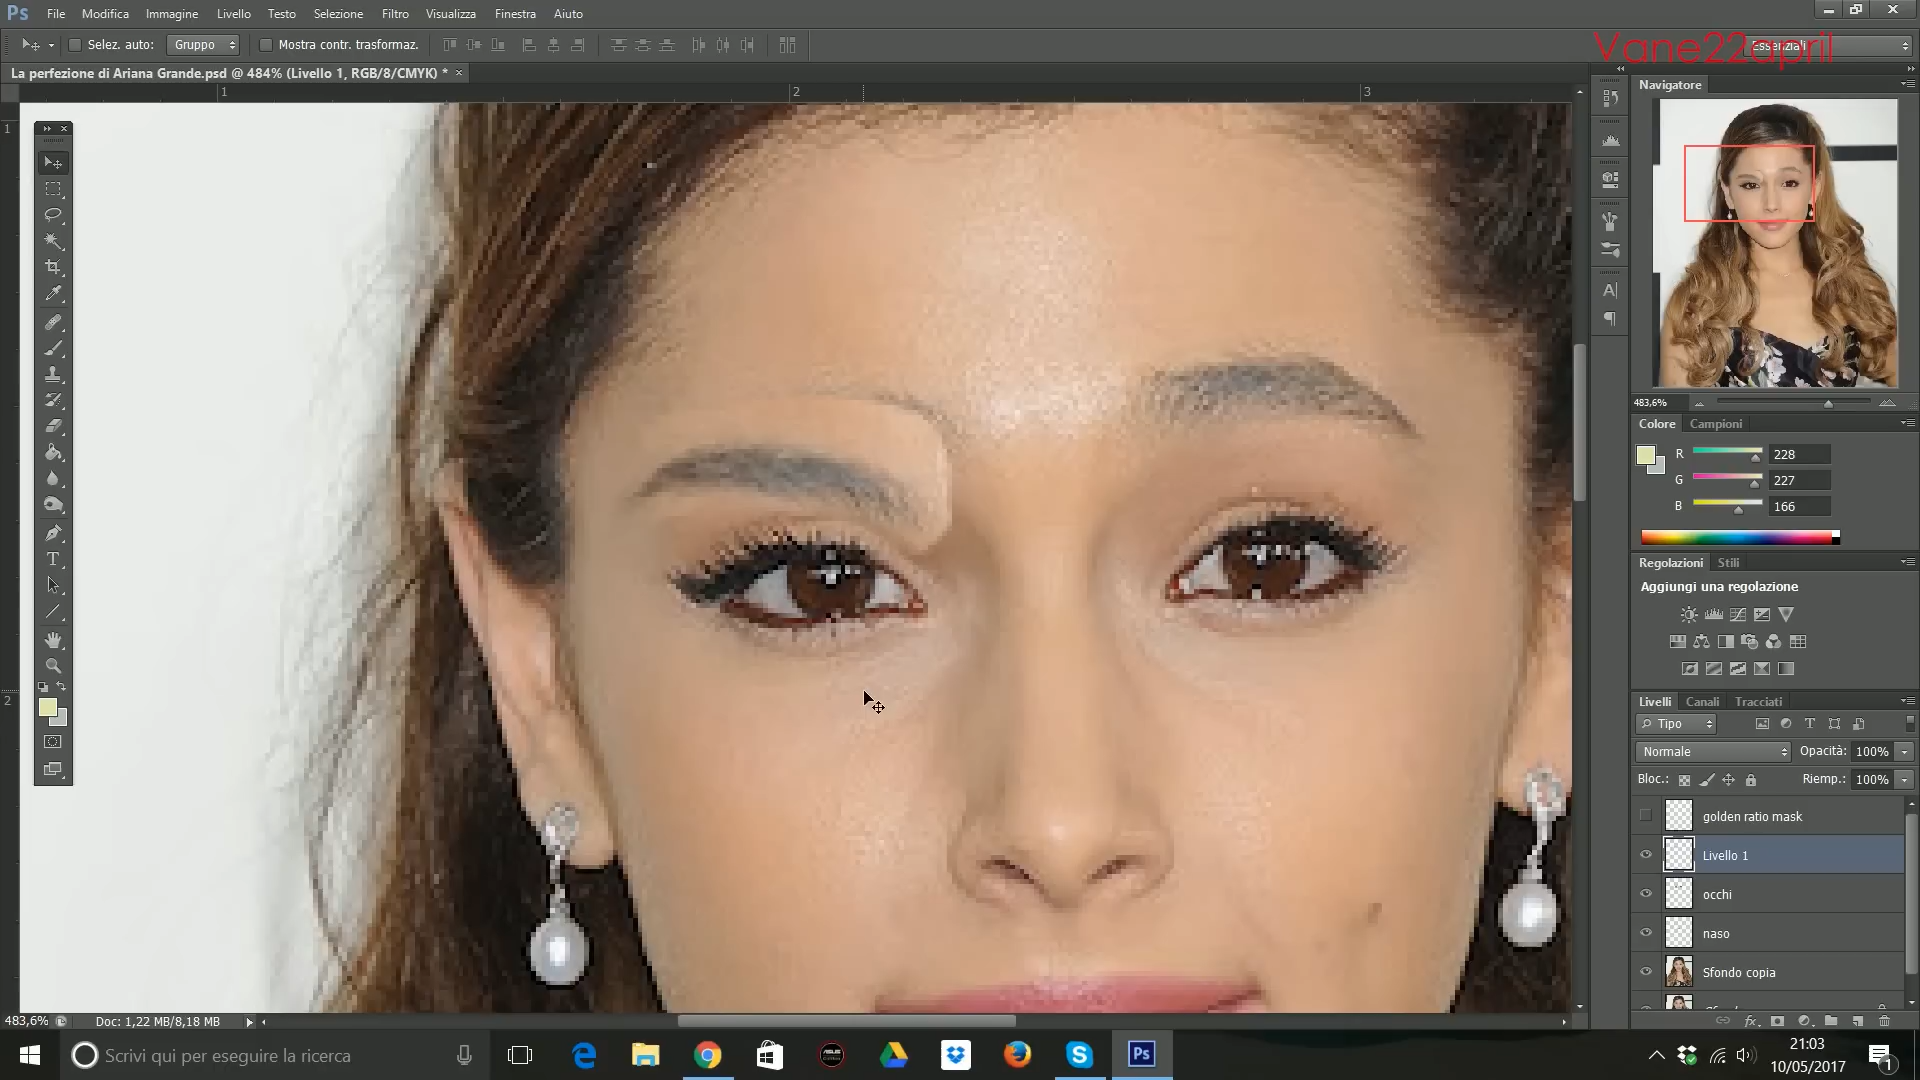 Ps File Modifica Immagine Livello Testo Selezione Filtro Visualizza Finestra Aiuto
Selez. auto: Gruppo Mostra contr. trasformaz. Essenziali
Vane22april
La perfezione di Ariana Grande.psd @ 484% (Livello 1, RGB/8/CMYK) * ×
1 2 3
1
2
Navigatore
483,6%
Colore Campioni
R 228
G 227
B 166
Regolazioni Stili
Aggiungi una regolazione
Livelli Canali Tracciati
Tipo
Normale Opacità: 100%
Bloc.: Riemp.: 100%
golden ratio mask
Livello 1
occhi
naso
Sfondo copia
483,6% Doc: 1,22 MB/8,18 MB
Scrivi qui per eseguire la ricerca
Ps
21:03
10/05/2017
1